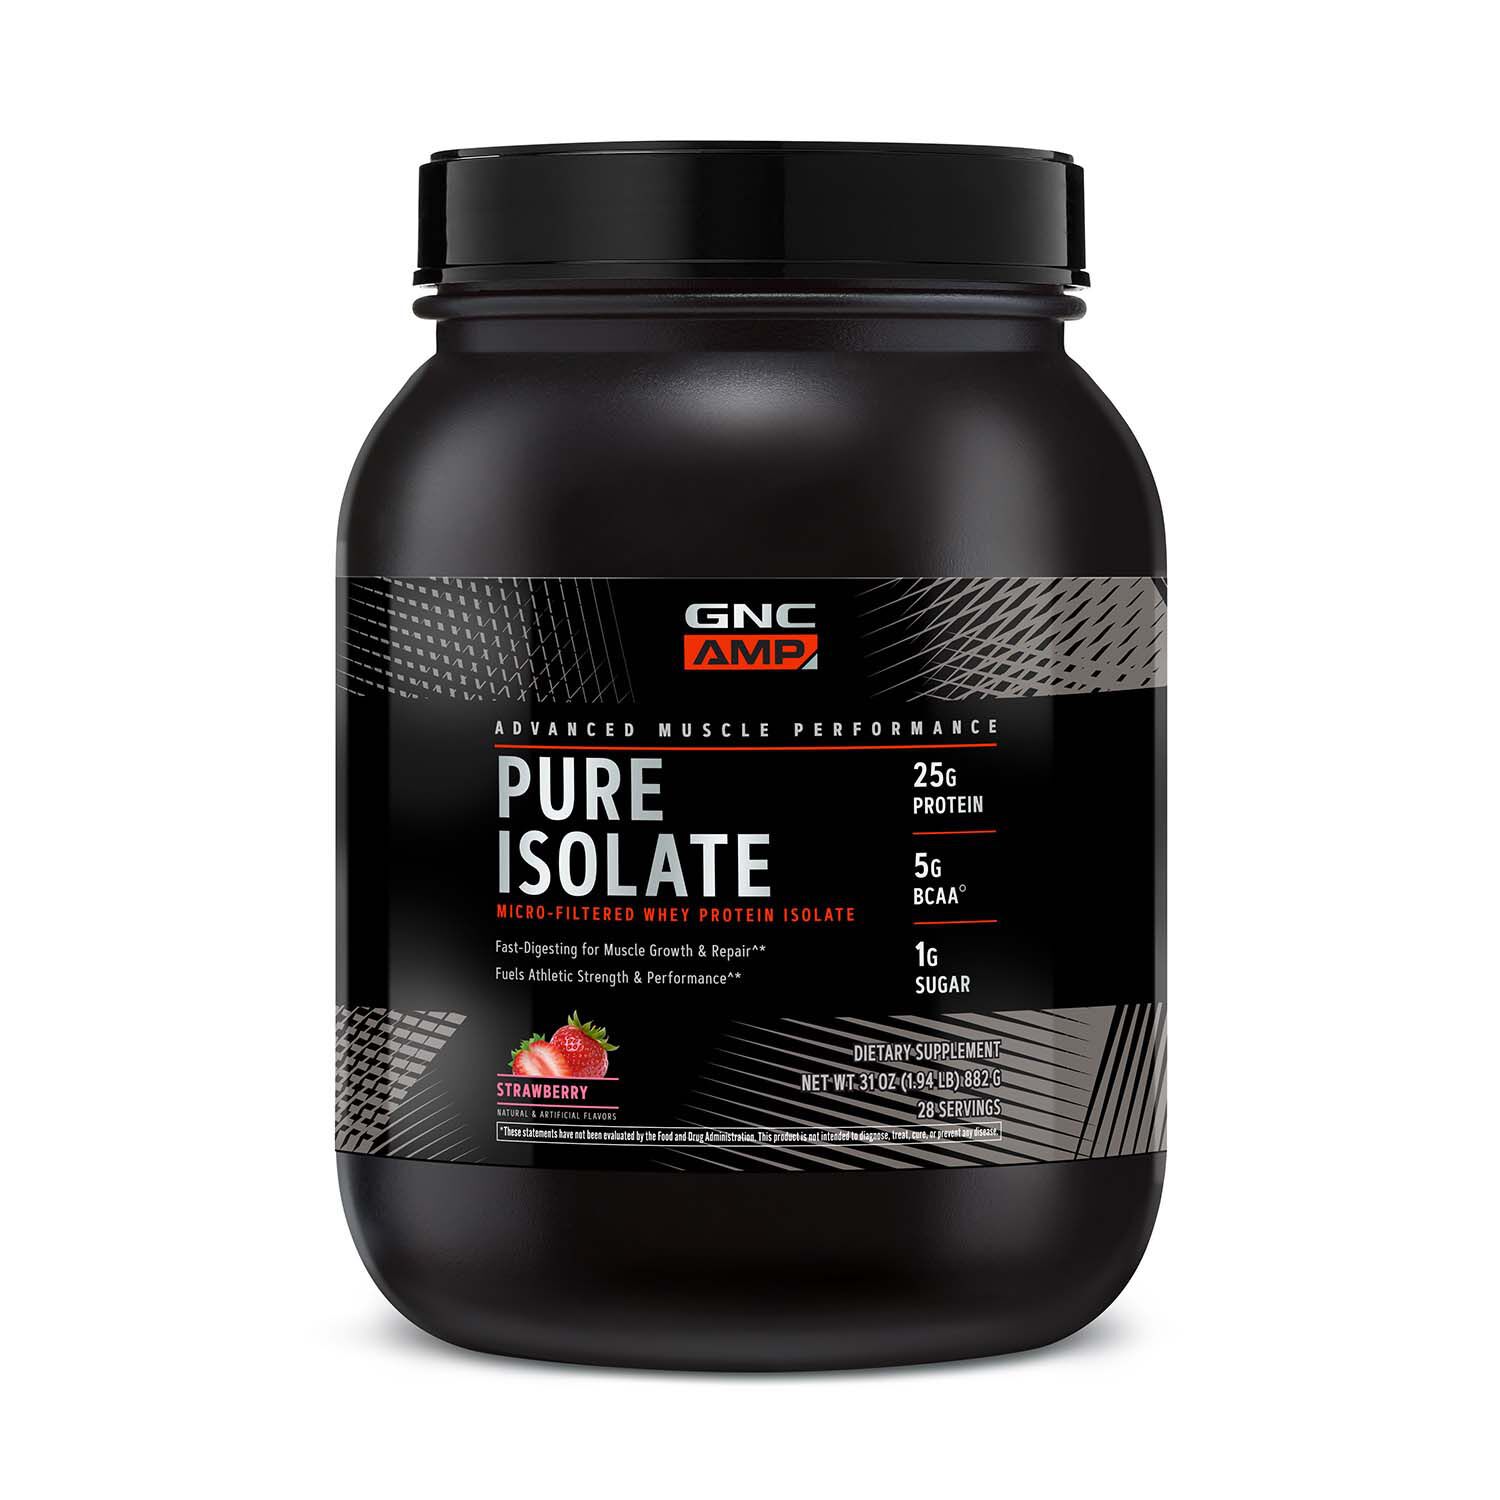 GNC
AMP
ADVANCED MUSCLE PERFORMANCE
PURE
ISOLATE
MICRO-FILTERED WHEY PROTEIN ISOLATE
Fast-Digesting for Muscle Growth & Repair^*
Fuels Athletic Strength & Performance^*
25G
PROTEIN
5G
BCAA°
1G
SUGAR
STRAWBERRY
NATURAL & ARTIFICIAL FLAVORS
DIETARY SUPPLEMENT
NET WT 31 OZ (1.94 LB) 882 G
28 SERVINGS
*These statements have not been evaluated by the Food and Drug Administration. This product is not intended to diagnose, treat, cure, or prevent any disease.